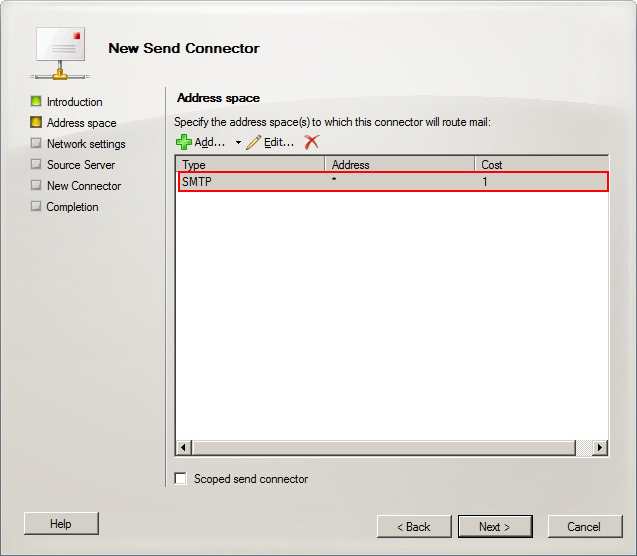 New Send Connector
Introduction
Address space
Network settings
Source Server
New Connector
Completion
Address space
Specify the address space(s) to which this connector will route mail:
Add... Edit...
Type Address Cost
SMTP * 1
Scoped send connector
Help < Back Next > Cancel